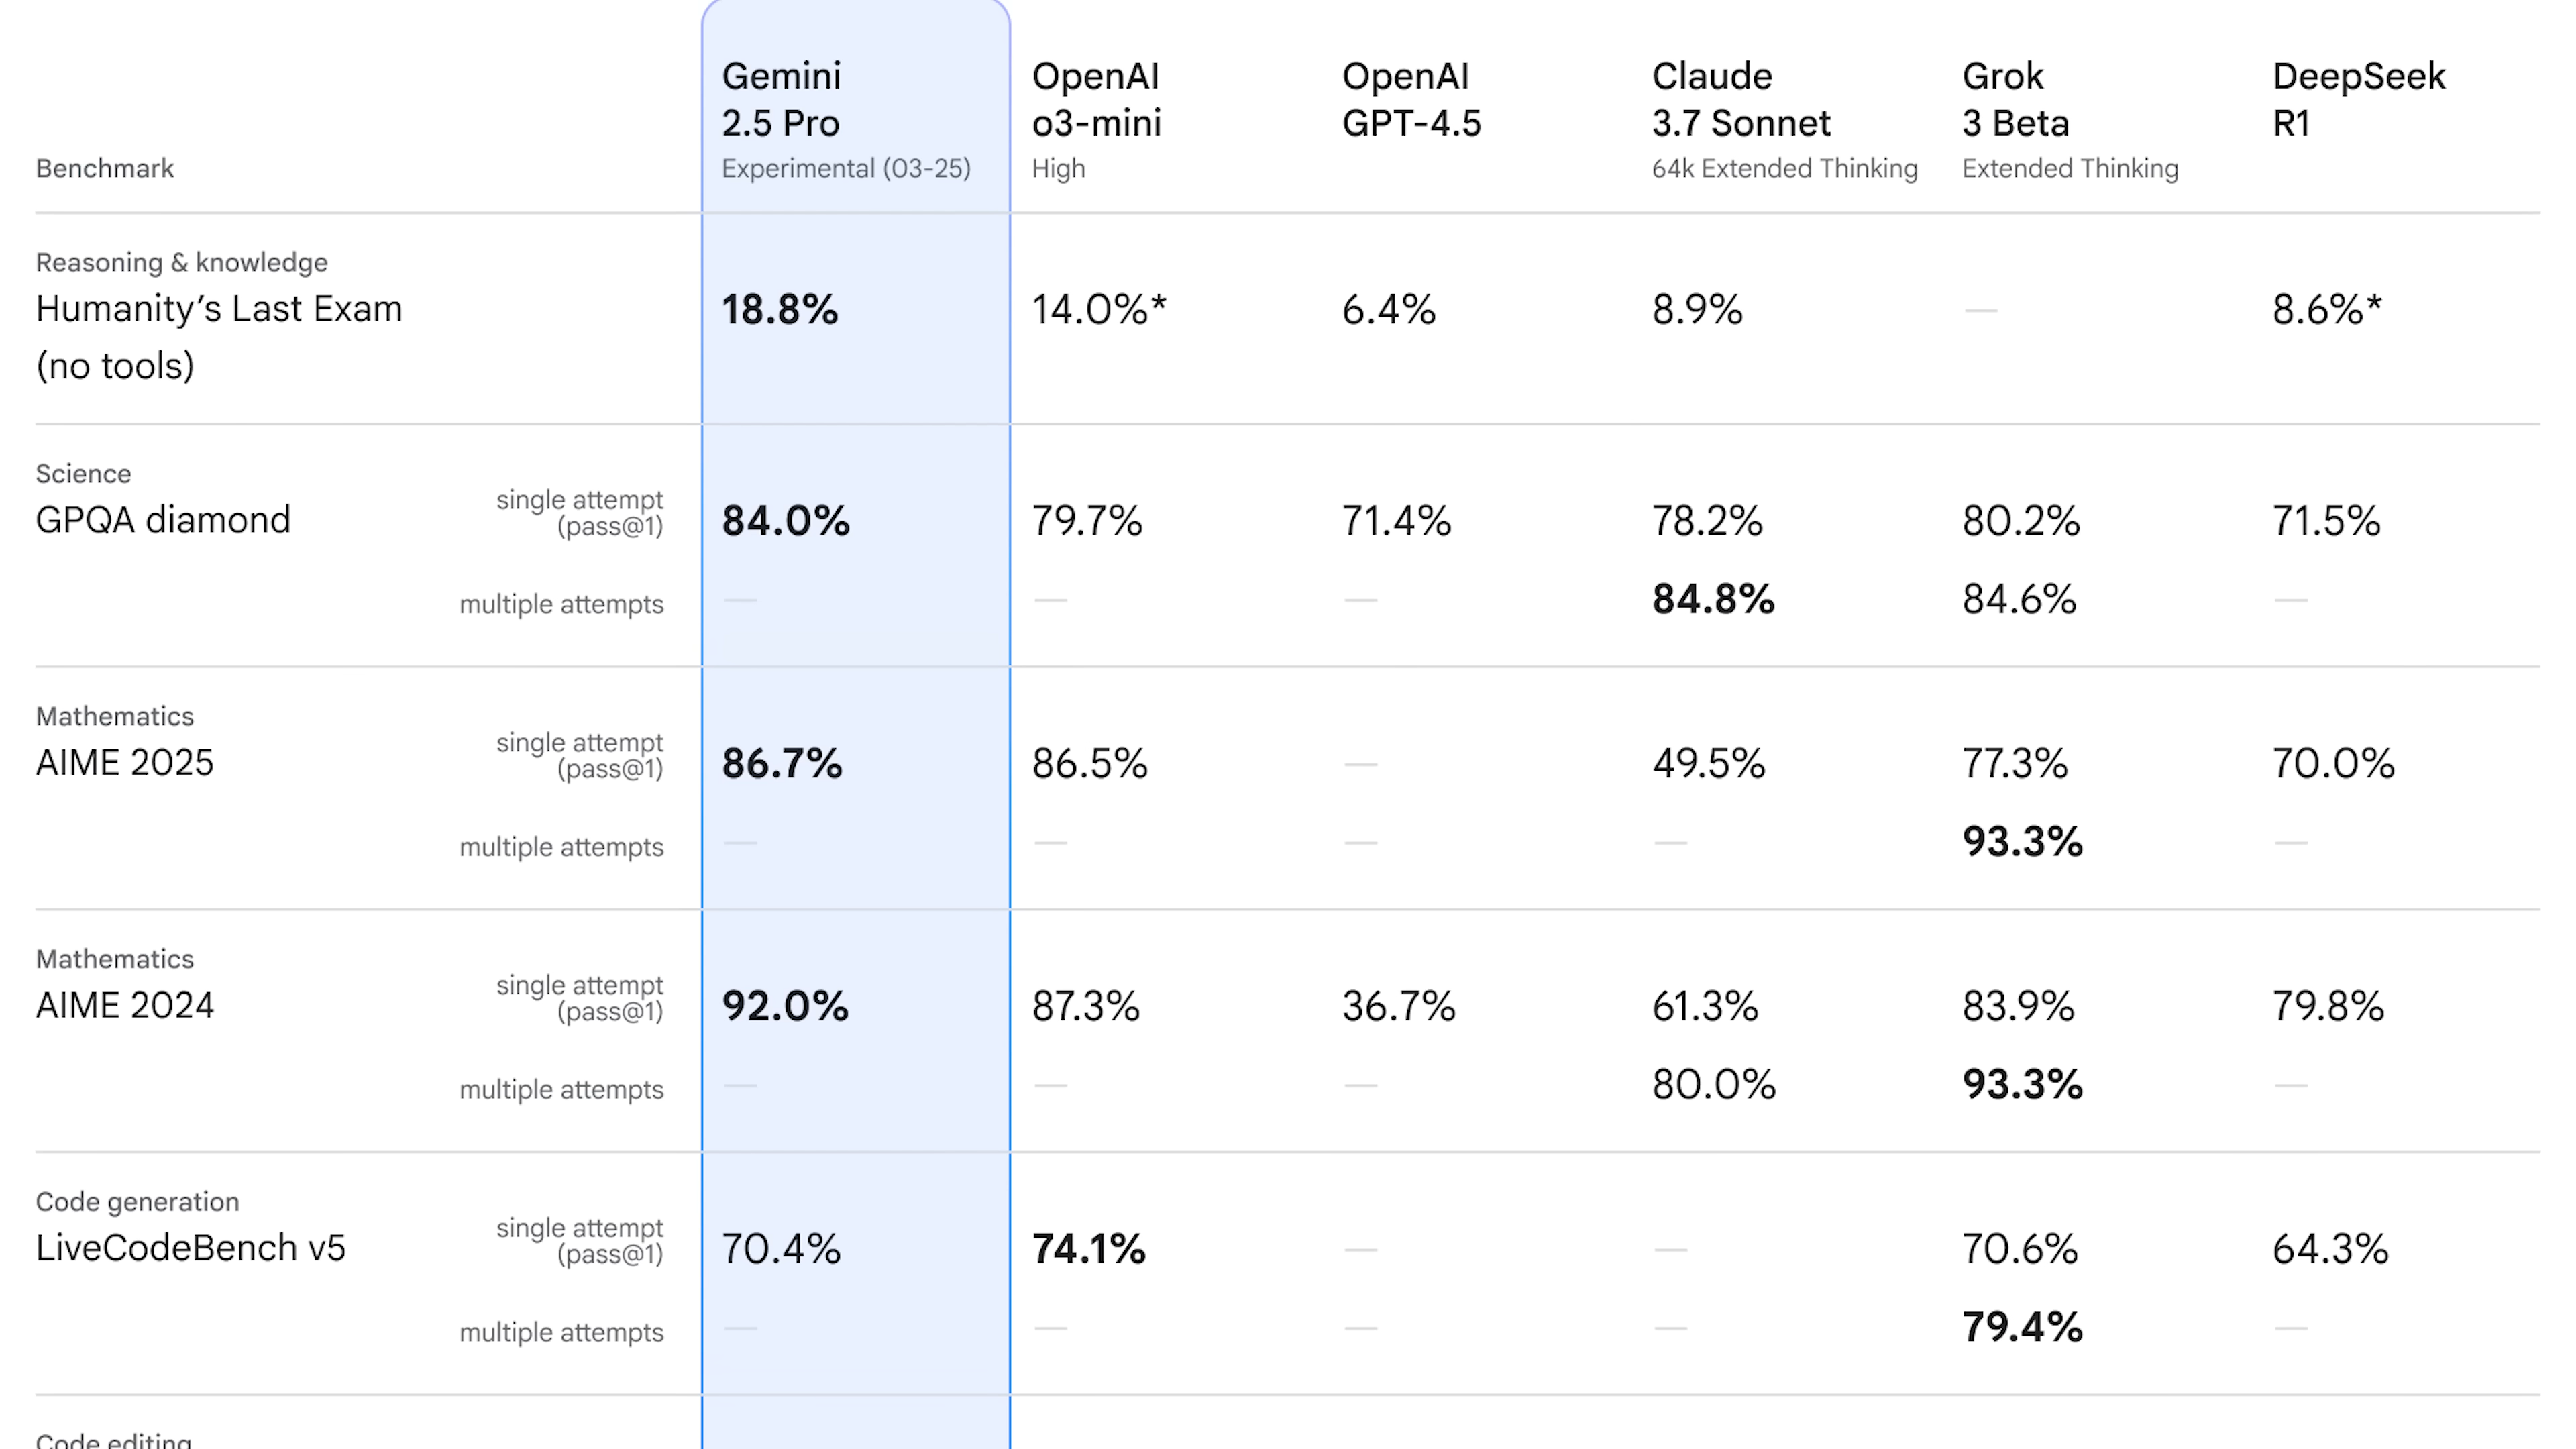 Gemini
2.5 Pro
Experimental (03-25)
OpenAI
o3-mini
High
OpenAI
GPT-4.5
Claude
3.7 Sonnet
64k Extended Thinking
Grok
3 Beta
Extended Thinking
DeepSeek
R1
Benchmark
Reasoning & knowledge
Humanity’s Last Exam
(no tools)
18.8% 14.0%* 6.4% 8.9% — 8.6%*
Science
GPQA diamond
single attempt
(pass@1)
84.0% 79.7% 71.4% 78.2% 80.2% 71.5%
multiple attempts — — — 84.8% 84.6% —
Mathematics
AIME 2025
single attempt
(pass@1)
86.7% 86.5% — 49.5% 77.3% 70.0%
multiple attempts — — — — 93.3% —
Mathematics
AIME 2024
single attempt
(pass@1)
92.0% 87.3% 36.7% 61.3% 83.9% 79.8%
multiple attempts — — — 80.0% 93.3% —
Code generation
LiveCodeBench v5
single attempt
(pass@1)
70.4% 74.1% — — 70.6% 64.3%
multiple attempts — — — — 79.4% —
Code editing